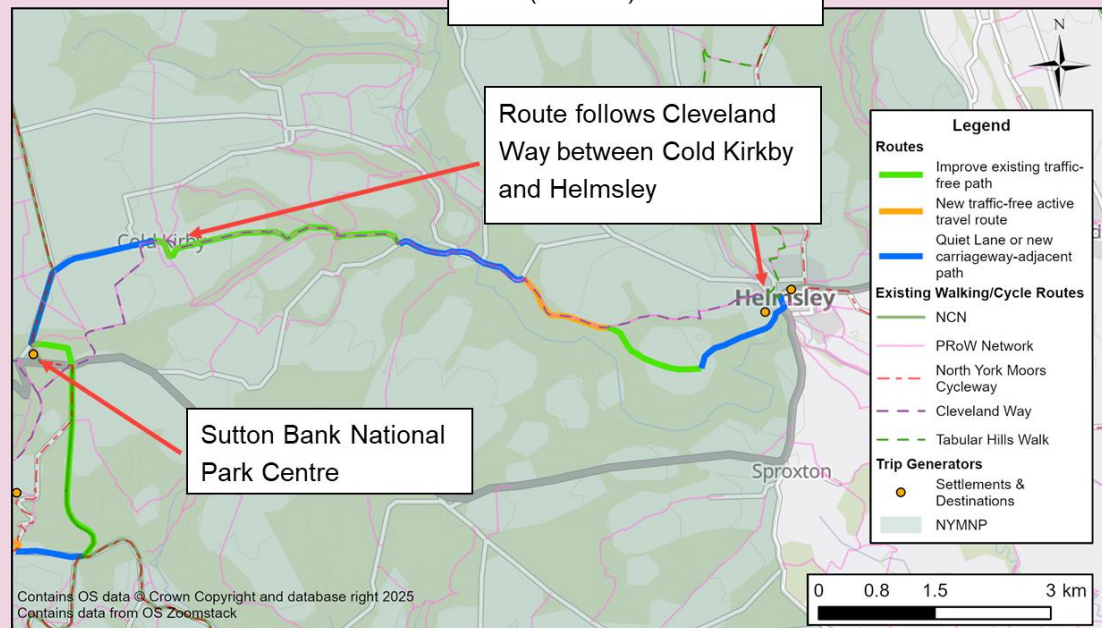 N
Route follows Cleveland
Way between Cold Kirkby
and Helmsley
Legend
Routes
Improve existing traffic-
free path
New traffic-free active
travel route
Quiet Lane or new
carriageway-adjacent
path
Existing Walking/Cycle Routes
NCN
PRoW Network
North York Moors
Cycleway
Cleveland Way
Tabular Hills Walk
Trip Generators
Settlements &
Destinations
NYMNP
Cold Kirby
Helmsley
Sutton Bank National
Park Centre
Sproxton
0 0.8 1.5 3 km
Contains OS data © Crown Copyright and database right 2025
Contains data from OS Zoomstack